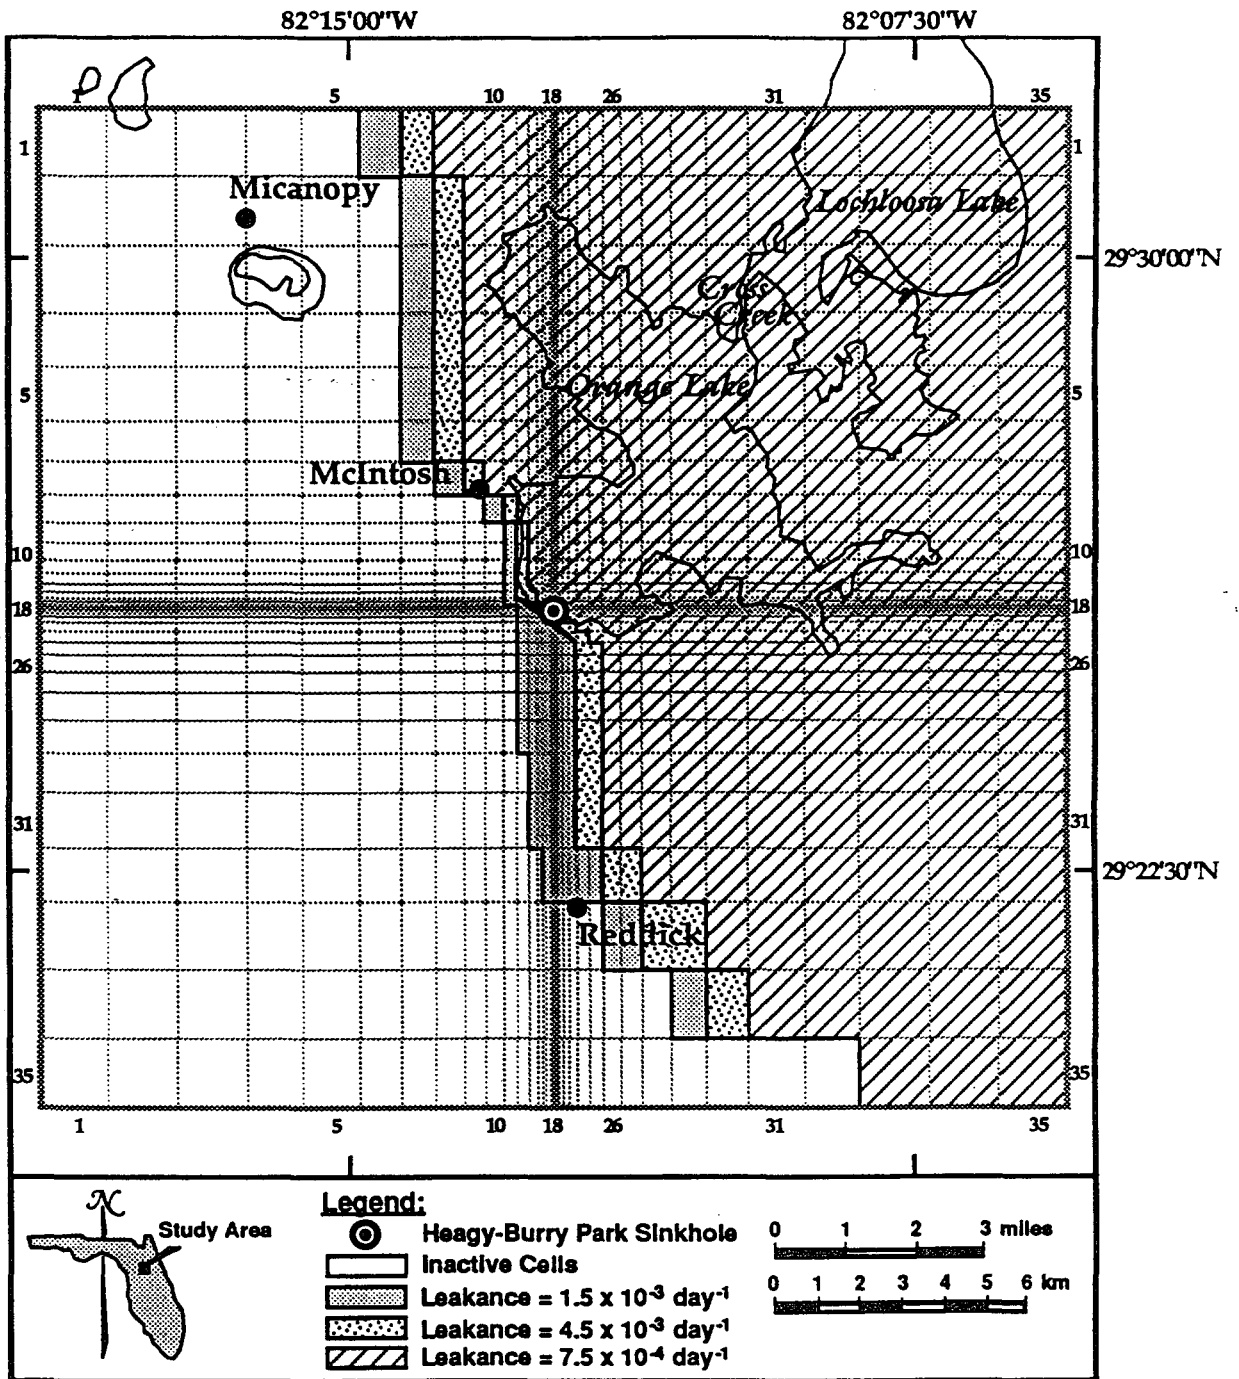 82°15'00"W 82°07'30"W
1 5 10 18 26 31 35
1 1
Micanopy
Lochloosa Lake
29°30'00"N
Cross
Creek
5 Orange Lake 5
McIntosh
10 10
18 18
26 26
31 31
29°22'30"N
Reddick
35 35
1 5 10 18 26 31 35
N
Study Area
Legend:
Heagy-Burry Park Sinkhole
Inactive Cells
Leakance = 1.5 x 10⁻³ day⁻¹
Leakance = 4.5 x 10⁻³ day⁻¹
Leakance = 7.5 x 10⁻⁴ day⁻¹
0 1 2 3 miles
0 1 2 3 4 5 6 km